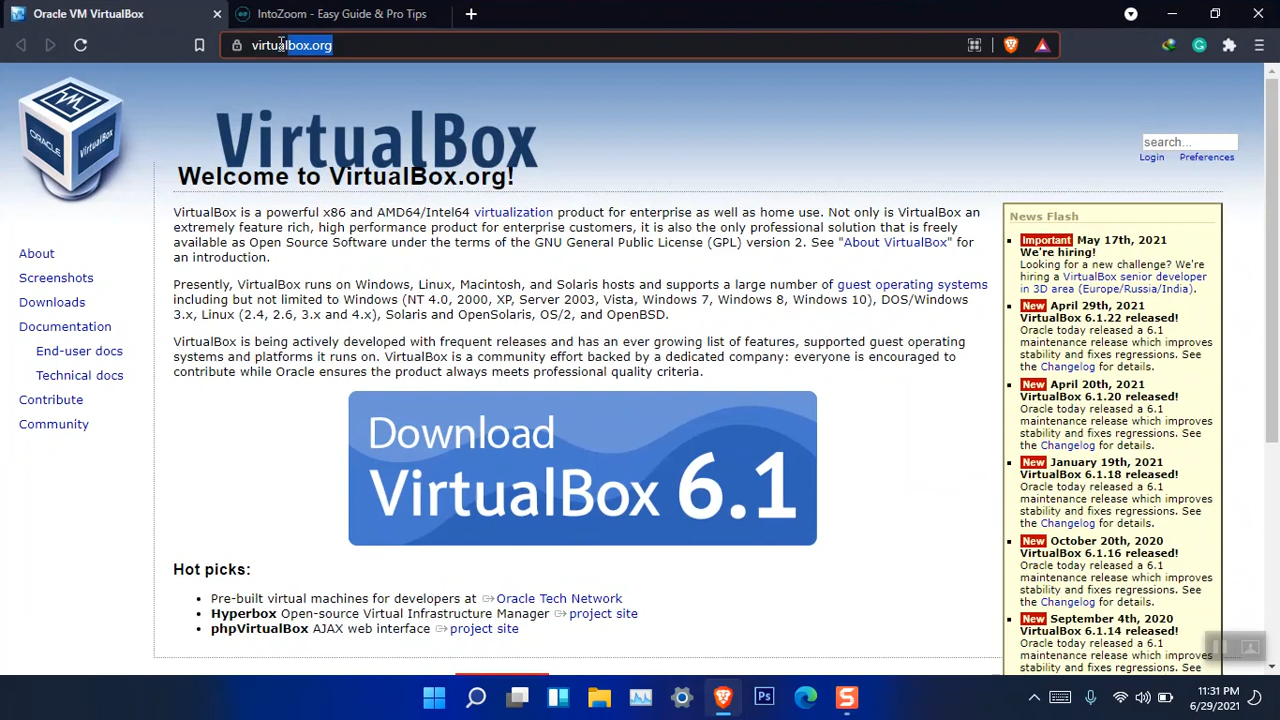 Oracle VM VirtualBox
IntoZoom - Easy Guide & Pro Tips
virtualbox.org
ORACLE
VirtualBox
VirtualBox
search...
Login Preferences
Welcome to VirtualBox.org!
VirtualBox is a powerful x86 and AMD64/Intel64 virtualization product for enterprise as well as home use. Not only is VirtualBox an
extremely feature rich, high performance product for enterprise customers, it is also the only professional solution that is freely
available as Open Source Software under the terms of the GNU General Public License (GPL) version 2. See "About VirtualBox" for
an introduction.
Presently, VirtualBox runs on Windows, Linux, Macintosh, and Solaris hosts and supports a large number of guest operating systems
including but not limited to Windows (NT 4.0, 2000, XP, Server 2003, Vista, Windows 7, Windows 8, Windows 10), DOS/Windows
3.x, Linux (2.4, 2.6, 3.x and 4.x), Solaris and OpenSolaris, OS/2, and OpenBSD.
VirtualBox is being actively developed with frequent releases and has an ever growing list of features, supported guest operating
systems and platforms it runs on. VirtualBox is a community effort backed by a dedicated company: everyone is encouraged to
contribute while Oracle ensures the product always meets professional quality criteria.
About
Screenshots
Downloads
Documentation
End-user docs
Technical docs
Contribute
Community
Download
VirtualBox 6.1
Hot picks:
Pre-built virtual machines for developers at Oracle Tech Network
Hyperbox Open-source Virtual Infrastructure Manager project site
phpVirtualBox AJAX web interface project site
News Flash
Important May 17th, 2021
We're hiring!
Looking for a new challenge? We're
hiring a VirtualBox senior developer
in 3D area (Europe/Russia/India).
New April 29th, 2021
VirtualBox 6.1.22 released!
Oracle today released a 6.1
maintenance release which improves
stability and fixes regressions. See
the Changelog for details.
New April 20th, 2021
VirtualBox 6.1.20 released!
Oracle today released a 6.1
maintenance release which improves
stability and fixes regressions. See
the Changelog for details.
New January 19th, 2021
VirtualBox 6.1.18 released!
Oracle today released a 6.1
maintenance release which improves
stability and fixes regressions. See
the Changelog for details.
New October 20th, 2020
VirtualBox 6.1.16 released!
Oracle today released a 6.1
maintenance release which improves
stability and fixes regressions. See
the Changelog for details.
New September 4th, 2020
VirtualBox 6.1.14 released!
Oracle today released a 6.1
maintenance release which improves
stability and fixes regressions. See
Ps
S
11:31 PM
6/29/2021